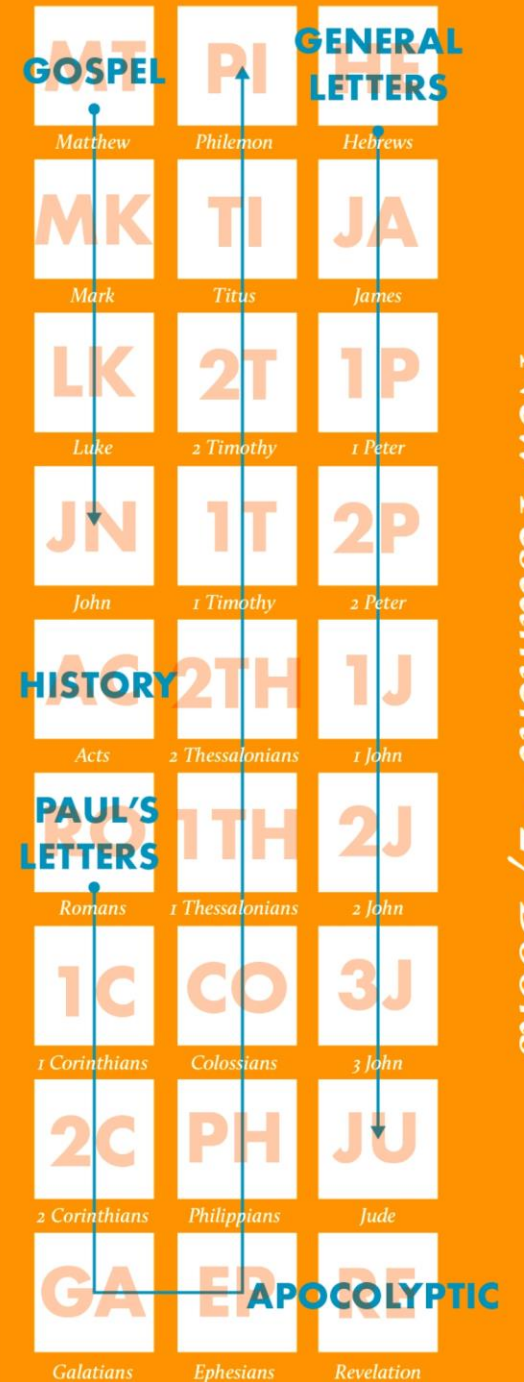 MT
GOSPEL
Matthew
PI
Philemon
HE
GENERAL
LETTERS
Hebrews
MK
Mark
TI
Titus
JA
James
LK
Luke
2T
2 Timothy
1P
1 Peter
JN
John
1T
1 Timothy
2P
2 Peter
AC
HISTORY
Acts
2TH
2 Thessalonians
1J
1 John
RO
PAUL'S
LETTERS
Romans
1TH
1 Thessalonians
2J
2 John
1C
1 Corinthians
CO
Colossians
3J
3 John
2C
2 Corinthians
PH
Philippians
JU
Jude
GA
Galatians
EP
Ephesians
RE
APOCOLYPTIC
Revelation